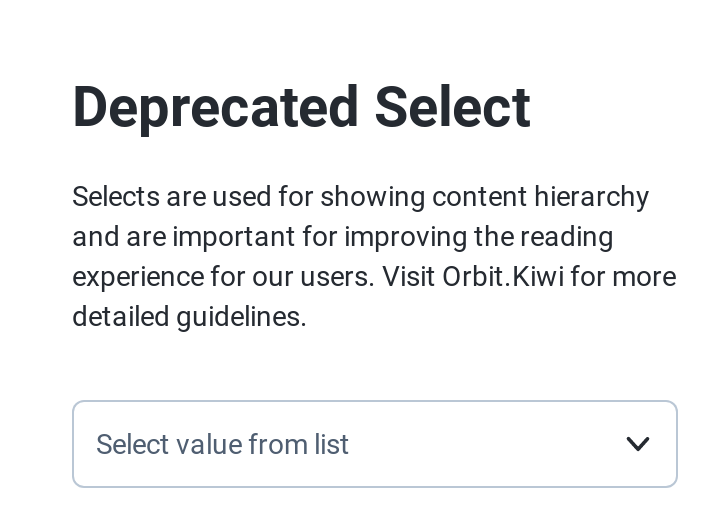 Deprecated Select
Selects are used for showing content hierarchy
and are important for improving the reading
experience for our users. Visit Orbit.Kiwi for more
detailed guidelines.
Select value from list